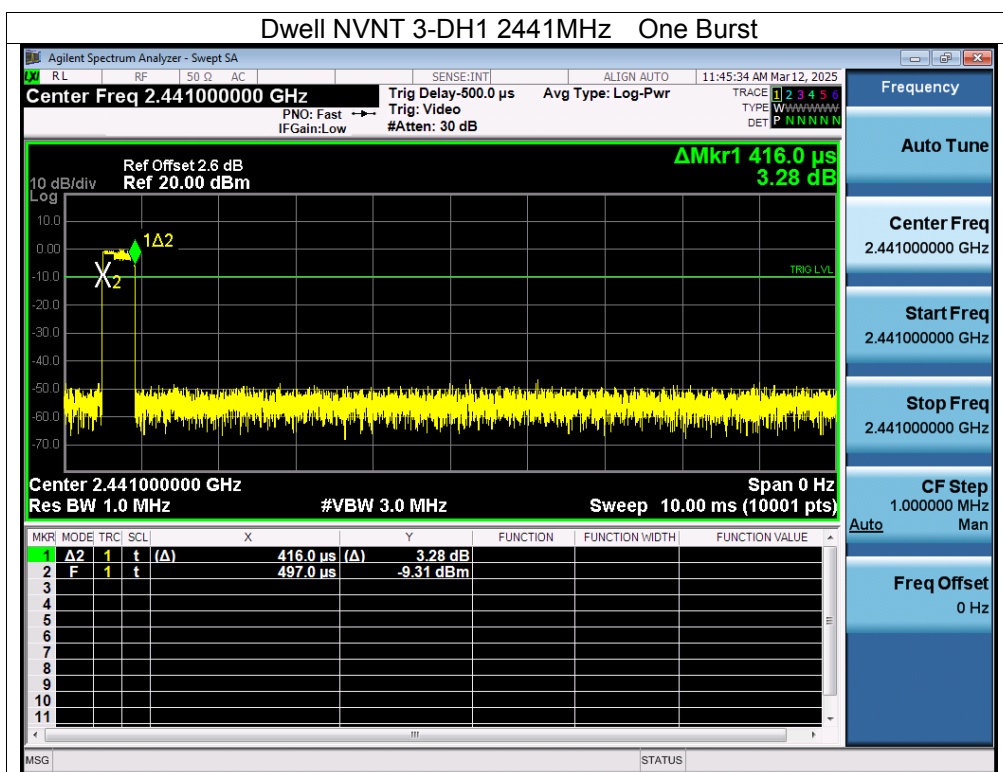 Dwell NVNT 3-DH1 2441MHz One Burst
Agilent Spectrum Analyzer - Swept SA
LXI RL RF 50 Ω AC SENSE:INT ALIGN AUTO 11:45:34 AM Mar 12, 2025
Center Freq 2.441000000 GHz Trig Delay-500.0 µs Avg Type: Log-Pwr TRACE 1 2 3 4 5 6
PNO: Fast Trig: Video TYPE WWWWWW
IFGain:Low #Atten: 30 dB DET P N N N N N
Frequency
Auto Tune
Center Freq
2.441000000 GHz
Start Freq
2.441000000 GHz
Stop Freq
2.441000000 GHz
CF Step
1.000000 MHz
Auto Man
Freq Offset
0 Hz
ΔMkr1 416.0 µs
3.28 dB
Ref Offset 2.6 dB
10 dB/div Ref 20.00 dBm
Log
10.0
0.00
-10.0
-20.0
-30.0
-40.0
-50.0
-60.0
-70.0
1Δ2
2
TRIG LVL
Center 2.441000000 GHz Span 0 Hz
Res BW 1.0 MHz #VBW 3.0 MHz Sweep 10.00 ms (10001 pts)
MKR MODE TRC SCL X Y FUNCTION FUNCTION WIDTH FUNCTION VALUE
1 Δ2 1 t (Δ) 416.0 µs (Δ) 3.28 dB
2 F 1 t 497.0 µs -9.31 dBm
3
4
5
6
7
8
9
10
11
MSG STATUS